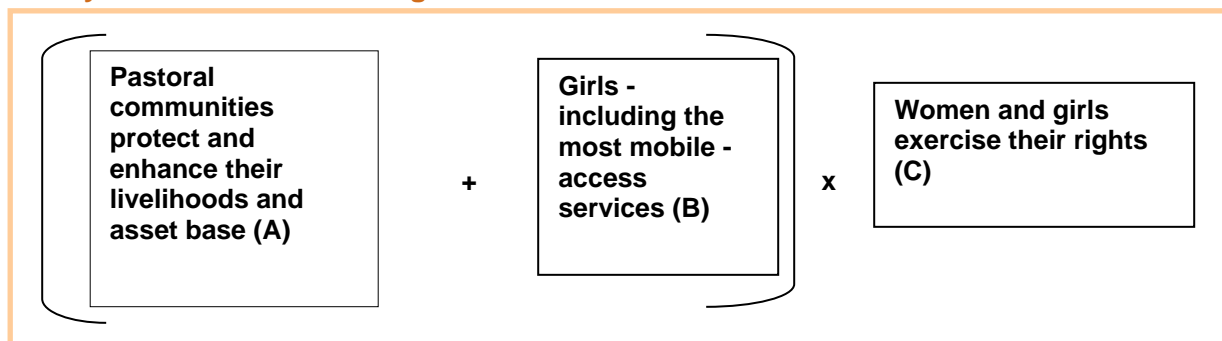 Pastoral
communities
protect and
enhance their
livelihoods and
asset base (A)
+
Girls -
including the
most mobile -
access
services (B)
x
Women and girls
exercise their rights
(C)